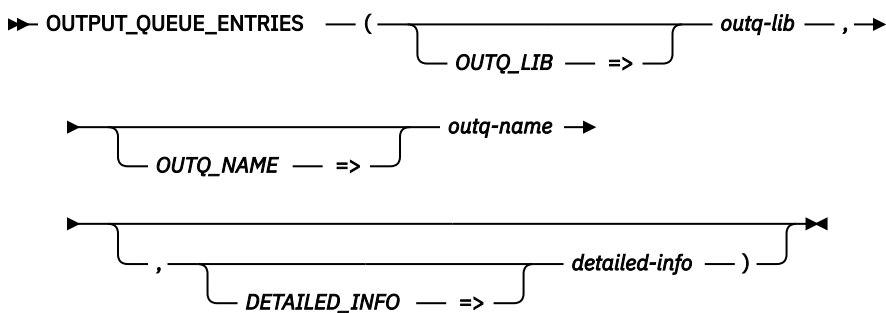 OUTPUT_QUEUE_ENTRIES ( outq-lib ,
OUTQ_LIB =>
outq-name
OUTQ_NAME =>
, detailed-info )
DETAILED_INFO =>